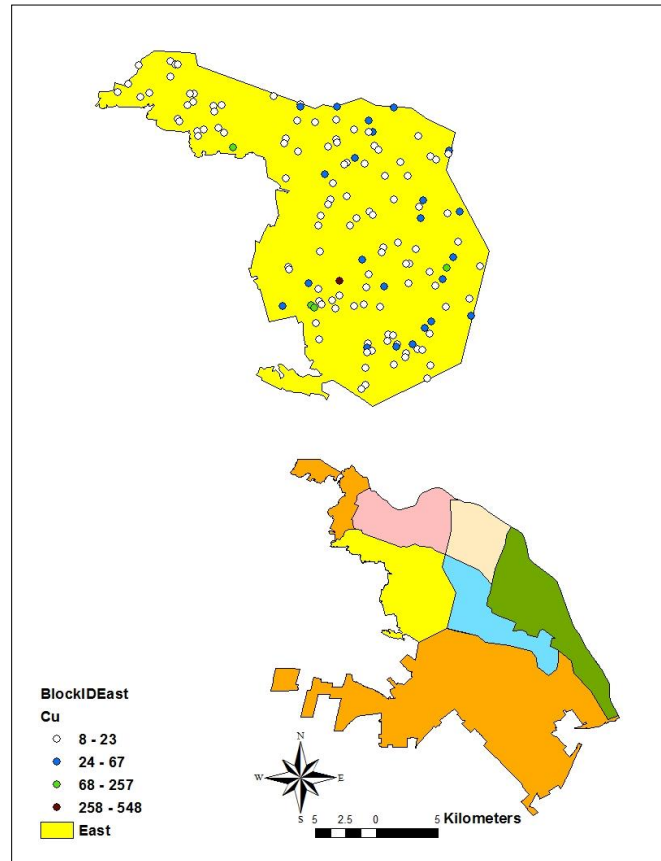 BlockIDEast
Cu
8 - 23
24 - 67
68 - 257
258 - 548
East
N
W E
S
5 2.5 0 5 Kilometers